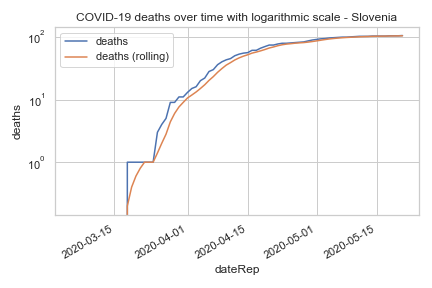 COVID-19 deaths over time with logarithmic scale - Slovenia
deaths
deaths (rolling)
10²
10¹
10⁰
deaths
2020-03-15
2020-04-01
2020-04-15
2020-05-01
2020-05-15
dateRep